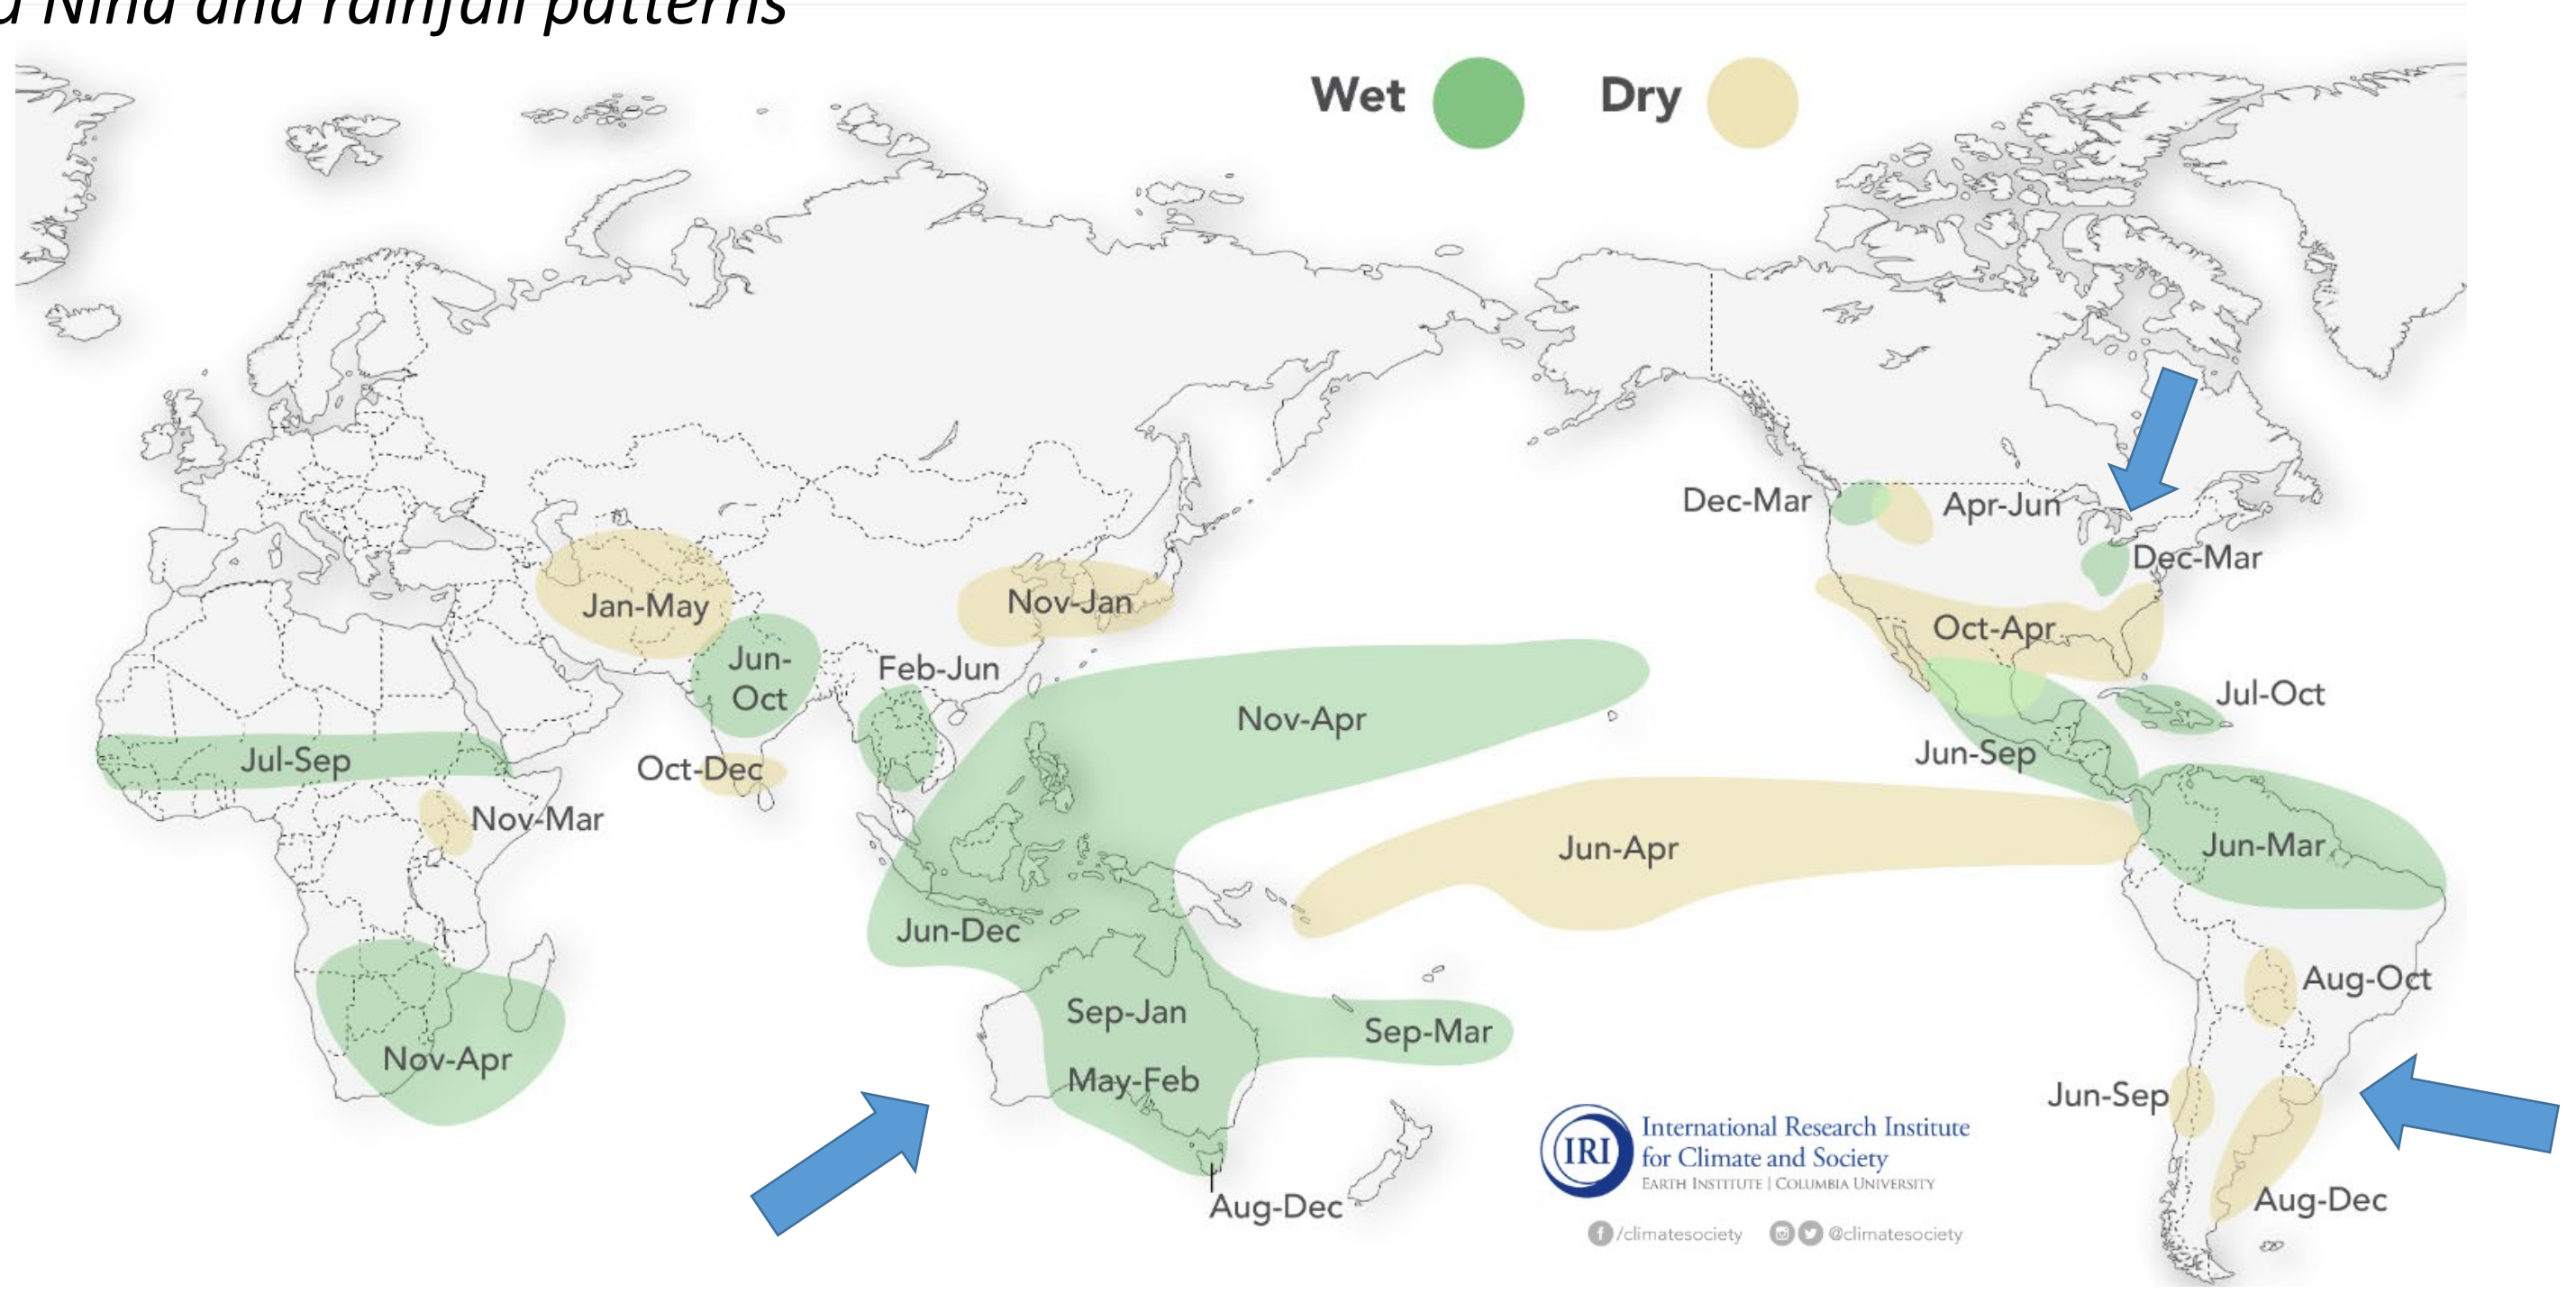 Nina and rainfall patterns
Wet
Dry
Dec-Mar
Apr-Jun
Dec-Mar
Jan-May
Nov-Jan
Oct-Apr
Jun-
Oct
Feb-Jun
Nov-Apr
Jul-Oct
Jul-Sep
Oct-Dec
Jun-Sep
Nov-Mar
Jun-Apr
Jun-Mar
Jun-Dec
Aug-Oct
Sep-Jan
Sep-Mar
Nov-Apr
May-Feb
Jun-Sep
Aug-Dec
Aug-Dec
IRI
International Research Institute
for Climate and Society
EARTH INSTITUTE | COLUMBIA UNIVERSITY
/climatesociety
@climatesociety